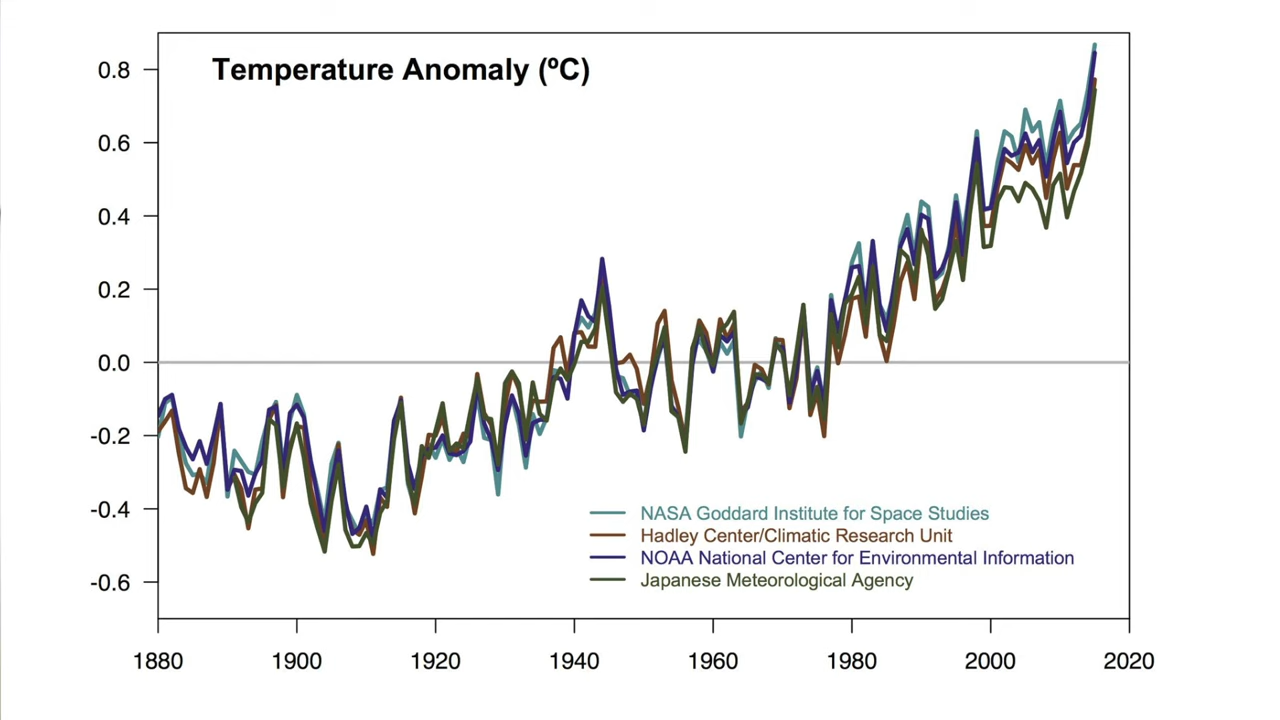 Temperature Anomaly (ºC)
0.8
0.6
0.4
0.2
0.0
-0.2
-0.4
-0.6
NASA Goddard Institute for Space Studies
Hadley Center/Climatic Research Unit
NOAA National Center for Environmental Information
Japanese Meteorological Agency
1880 1900 1920 1940 1960 1980 2000 2020